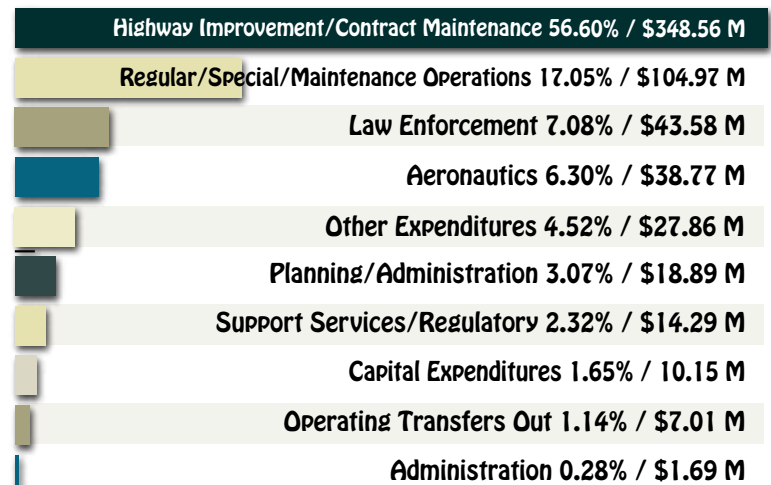 Highway Improvement/Contract Maintenance 56.60% / $348.56 M
Regular/Special/Maintenance Operations 17.05% / $104.97 M
Law Enforcement 7.08% / $43.58 M
Aeronautics 6.30% / $38.77 M
Other Expenditures 4.52% / $27.86 M
Planning/Administration 3.07% / $18.89 M
Support Services/Regulatory 2.32% / $14.29 M
Capital Expenditures 1.65% / 10.15 M
Operating Transfers Out 1.14% / $7.01 M
Administration 0.28% / $1.69 M